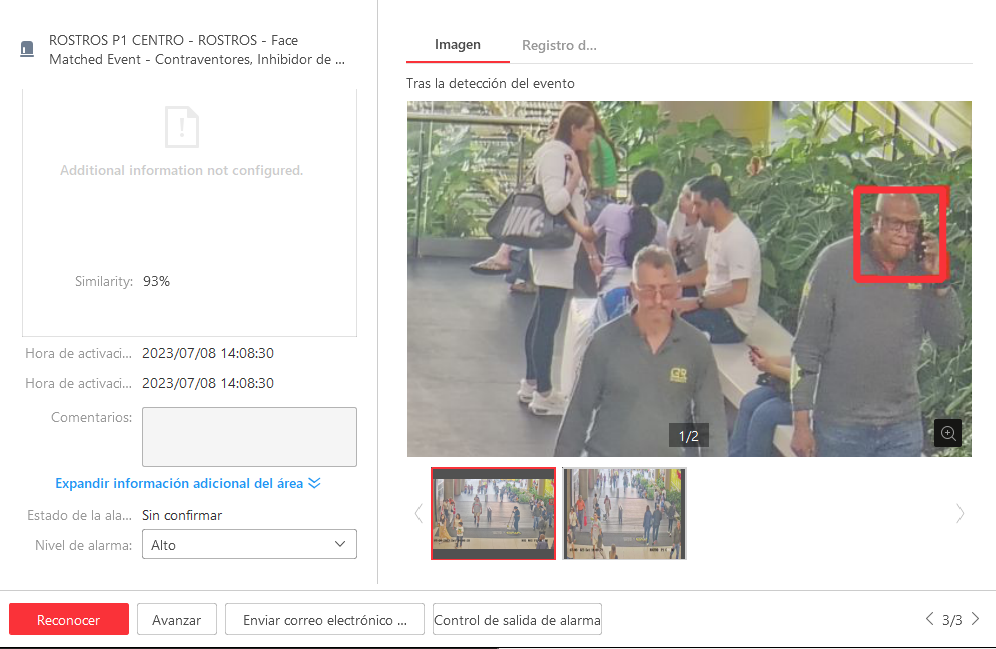 ROSTROS P1 CENTRO - ROSTROS - Face
Matched Event - Contraventores, Inhibidor de ...
Additional information not configured.
Similarity: 93%
Hora de activaci... 2023/07/08 14:08:30
Hora de activaci... 2023/07/08 14:08:30
Comentarios:
Expandir información adicional del área
Estado de la ala... Sin confirmar
Nivel de alarma: Alto
Imagen Registro d...
Tras la detección del evento
NIKE
GR
1/2
Reconocer Avanzar Enviar correo electrónico ... Control de salida de alarma 3/3